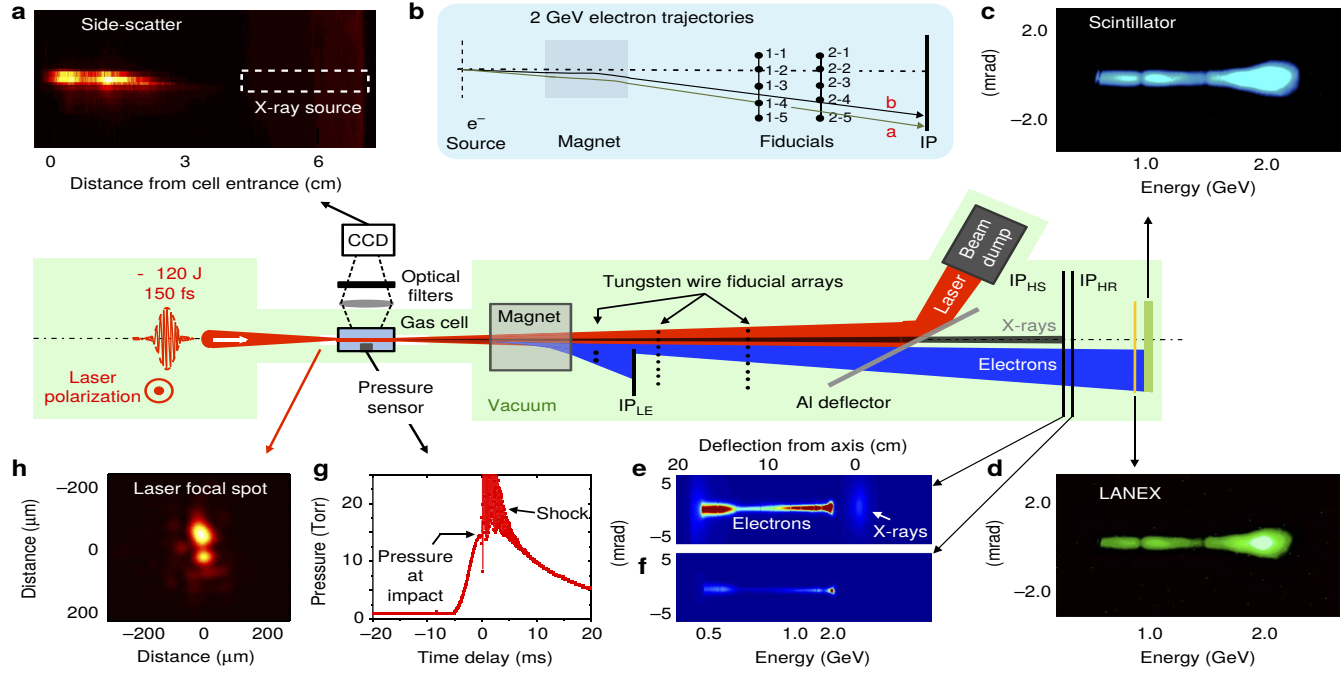 a
Side-scatter
X-ray source
0
3
6
Distance from cell entrance (cm)
b
2 GeV electron trajectories
1-1
1-2
1-3
1-4
1-5
2-1
2-2
2-3
2-4
2-5
b
a
e–
Source
Magnet
Fiducials
IP
c
Scintillator
2.0
(mrad)
–2.0
1.0
2.0
Energy (GeV)
CCD
Optical
filters
Gas cell
- 120 J
150 fs
Laser
polarization
Pressure
sensor
Magnet
Vacuum
Tungsten wire fiducial arrays
IPLE
Al deflector
Laser
Beam
dump
IPHS
IPHR
X-rays
Electrons
h
Laser focal spot
–200
0
200
Distance (µm)
–200
0
200
Distance (µm)
g
20
10
0
Pressure (Torr)
Shock
Pressure
at
impact
–20
–10
0
10
20
Time delay (ms)
Deflection from axis (cm)
20
10
0
e
5
–5
(mrad)
Electrons
X-rays
f
5
–5
0.5
1.0
2.0
Energy (GeV)
d
LANEX
2.0
(mrad)
–2.0
1.0
2.0
Energy (GeV)